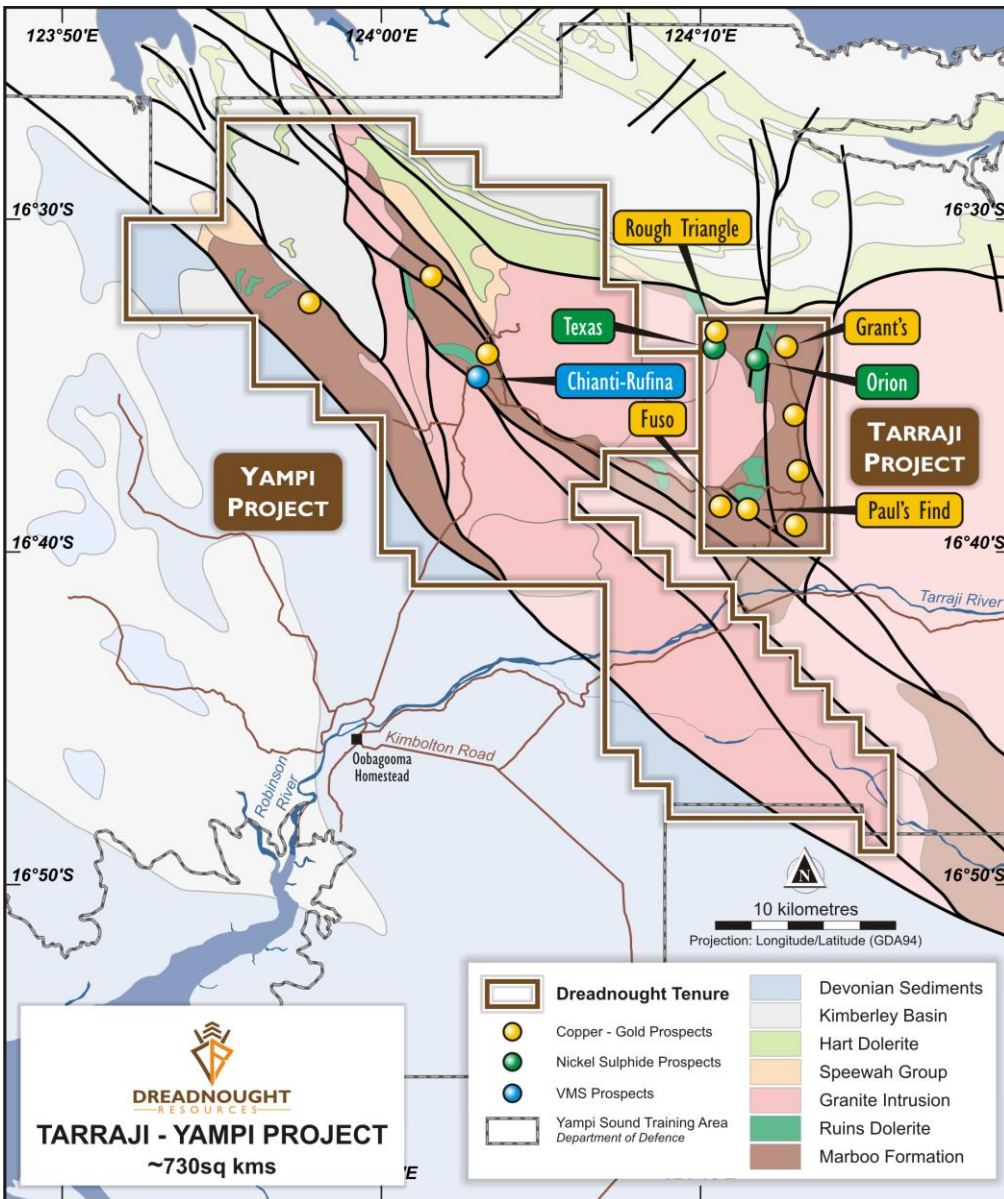 123°50'E
124°00'E
124°10'E
16°30'S
16°30'S
Rough Triangle
Texas
Grant's
Chianti-Rufina
Orion
Fuso
TARRAJI
PROJECT
YAMPI
PROJECT
Paul's Find
16°40'S
16°40'S
Tarraji River
Kimbolton Road
Oobagooma
Homestead
Robinson
River
16°50'S
16°50'S
N
10 kilometres
Projection: Longitude/Latitude (GDA94)
Dreadnought Tenure
Copper - Gold Prospects
Nickel Sulphide Prospects
VMS Prospects
Yampi Sound Training Area
Department of Defence
Devonian Sediments
Kimberley Basin
Hart Dolerite
Speewah Group
Granite Intrusion
Ruins Dolerite
Marboo Formation
DREADNOUGHT
RESOURCES
TARRAJI - YAMPI PROJECT
~730sq kms